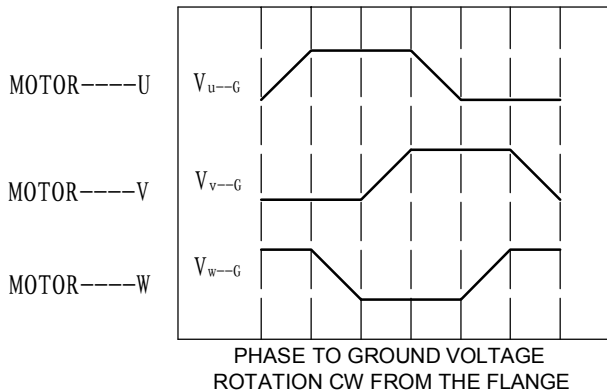 MOTOR----U Vu--G
MOTOR----V Vv--G
MOTOR----W Vw--G
PHASE TO GROUND VOLTAGE
ROTATION CW FROM THE FLANGE